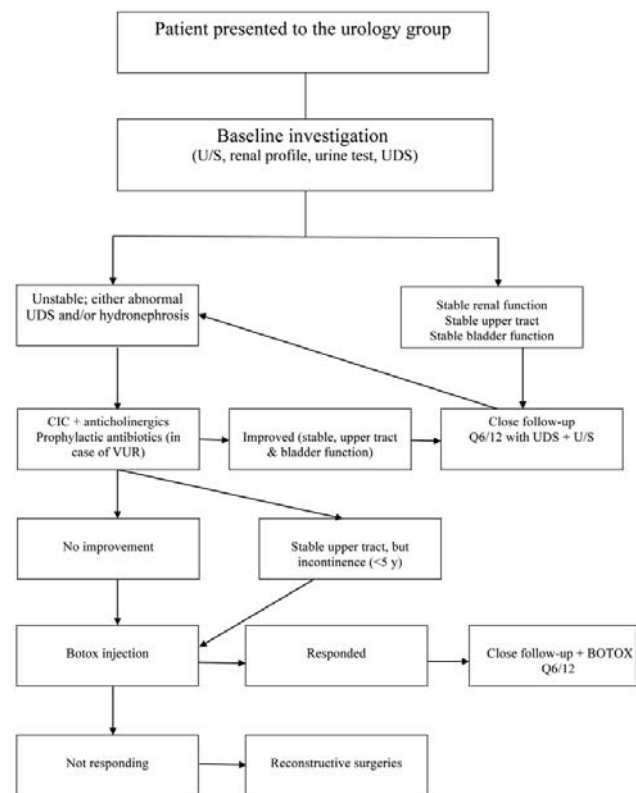 Patient presented to the urology group
Baseline investigation
(U/S, renal profile, urine test, UDS)
Unstable; either abnormal
UDS and/or hydronephrosis
Stable renal function
Stable upper tract
Stable bladder function
CIC + anticholinergics
Prophylactic antibiotics (in
case of VUR)
Improved (stable, upper tract
& bladder function)
Close follow-up
Q6/12 with UDS + U/S
No improvement
Stable upper tract, but
incontinence (<5 y)
Botox injection
Responded
Close follow-up + BOTOX
Q6/12
Not responding
Reconstructive surgeries